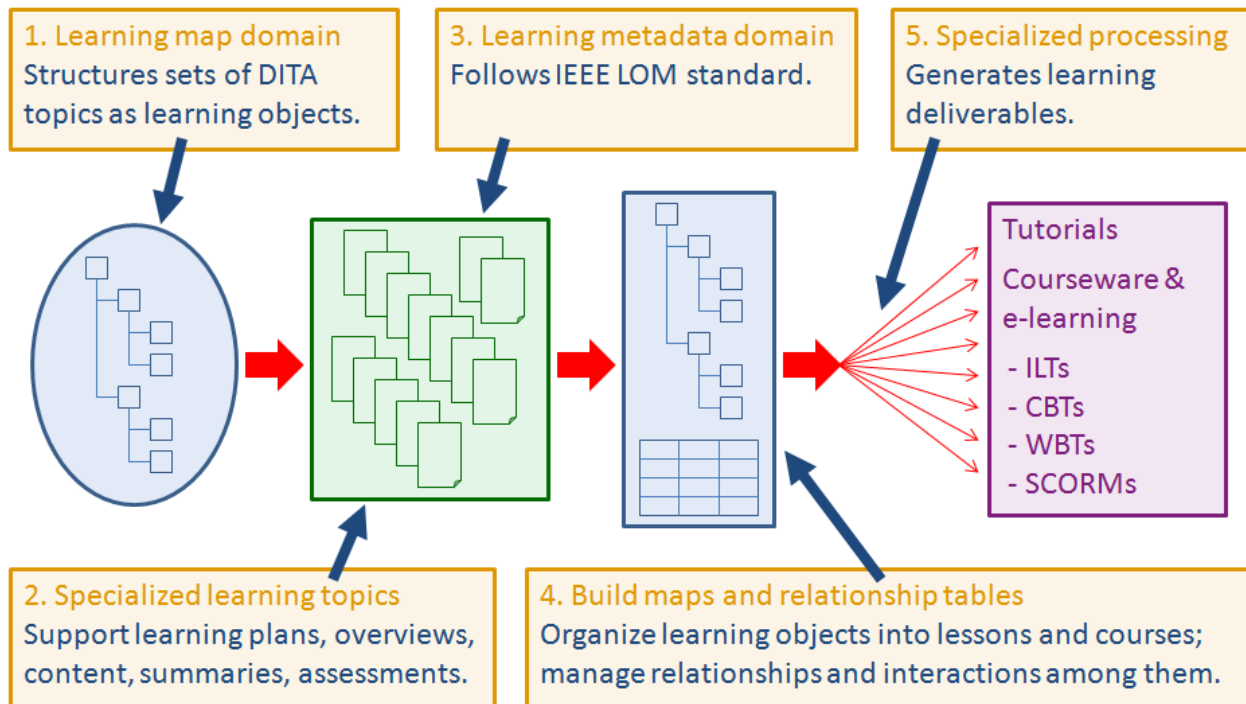 1. Learning map domain
Structures sets of DITA
topics as learning objects.
3. Learning metadata domain
Follows IEEE LOM standard.
5. Specialized processing
Generates learning
deliverables.
Tutorials
Courseware &
e-learning
- ILTs
- CBTs
- WBTs
- SCORMs
2. Specialized learning topics
Support learning plans, overviews,
content, summaries, assessments.
4. Build maps and relationship tables
Organize learning objects into lessons and courses;
manage relationships and interactions among them.